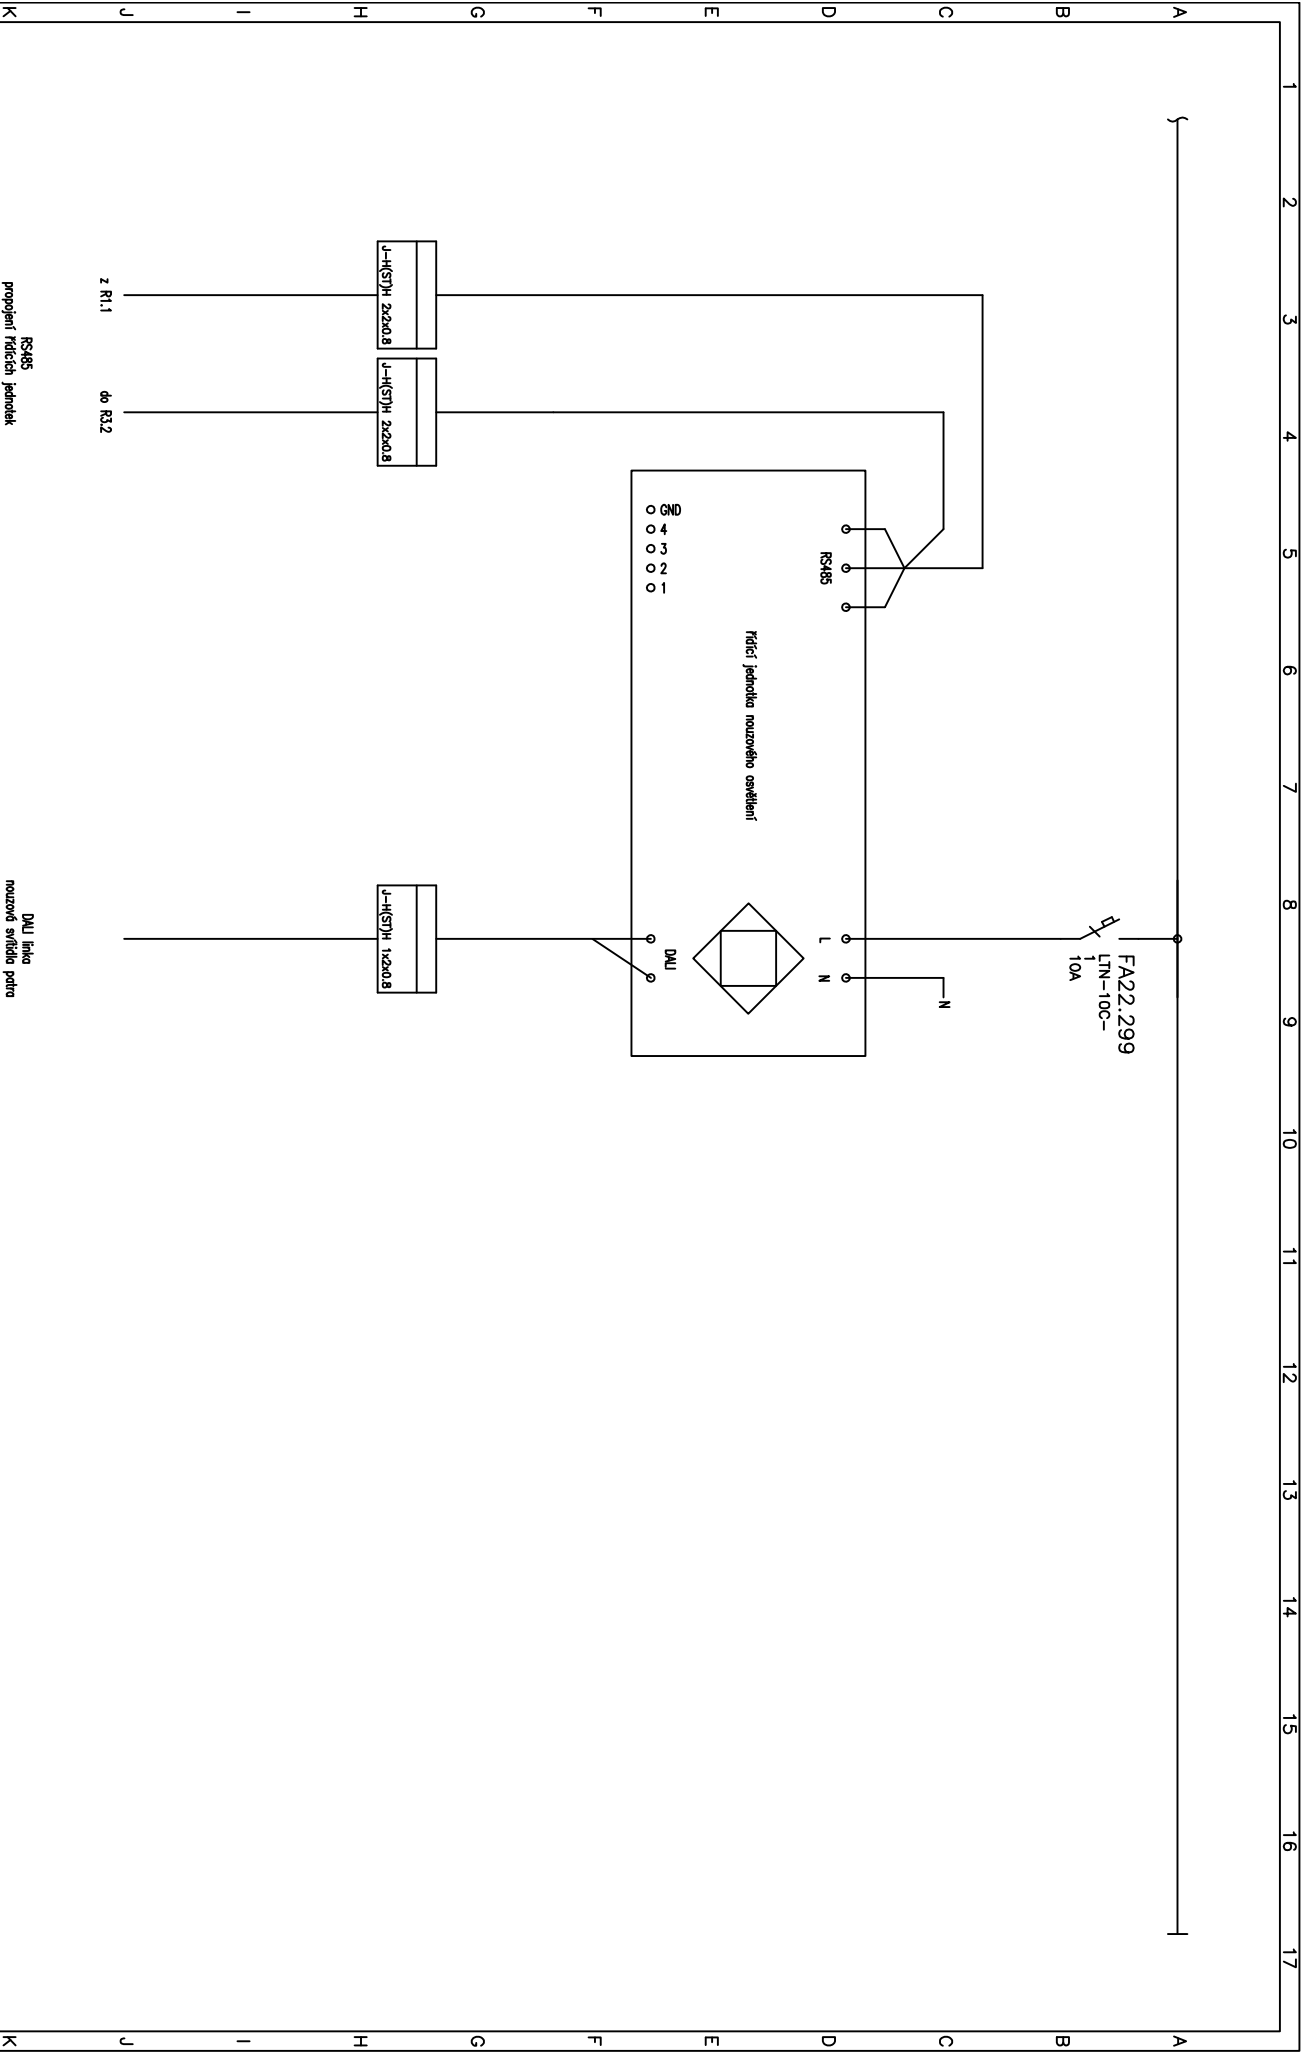 1
2
3
4
5
6
7
8
9
10
11
12
13
14
15
16
17
A
B
C
D
E
F
G
H
I
J
K
A
B
C
D
E
F
G
H
I
J
K
FA22.299
LTN-10C-
1
10A
N
RS485
L
N
řídící jednotka nouzového osvětlení
GND
4
3
2
1
DALI
J-H(ST)H 2x2x0.8
J-H(ST)H 2x2x0.8
J-H(ST)H 1x2x0.8
z R1.1
do R3.2
RS485
propojení řídících jednotek
DALI linka
nouzová svítidla patra